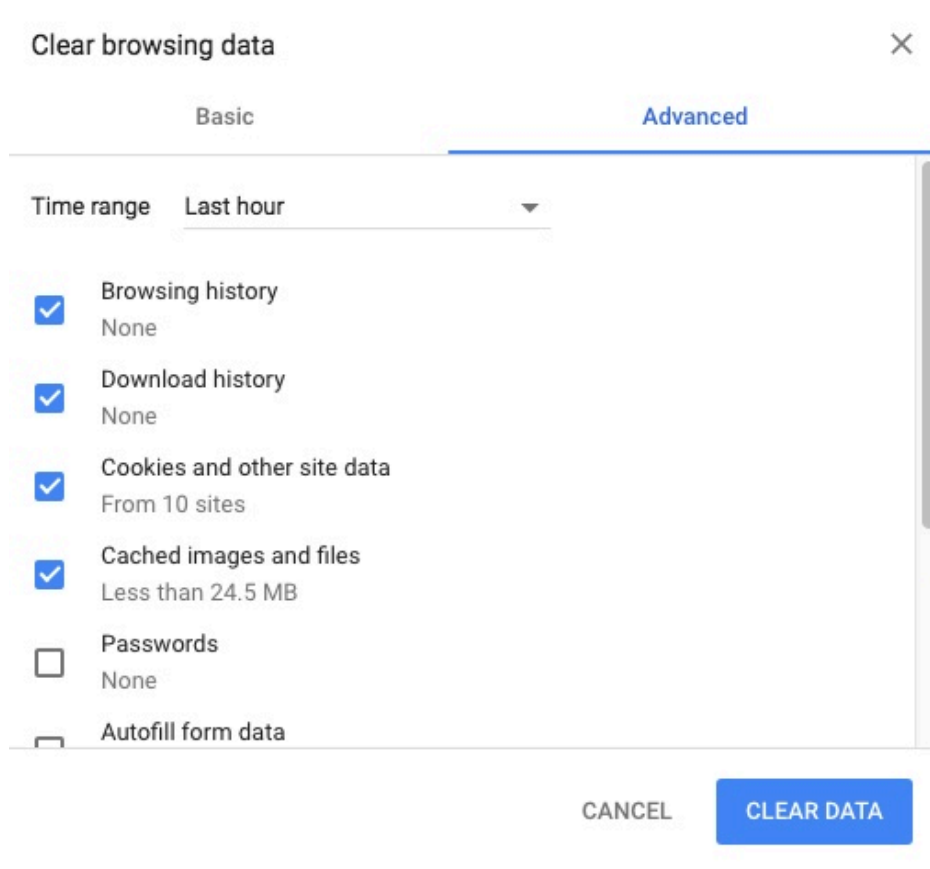 Clear browsing data
Basic
Advanced
Time range
Last hour
Browsing history
None
Download history
None
Cookies and other site data
From 10 sites
Cached images and files
Less than 24.5 MB
Passwords
None
Autofill form data
CANCEL
CLEAR DATA